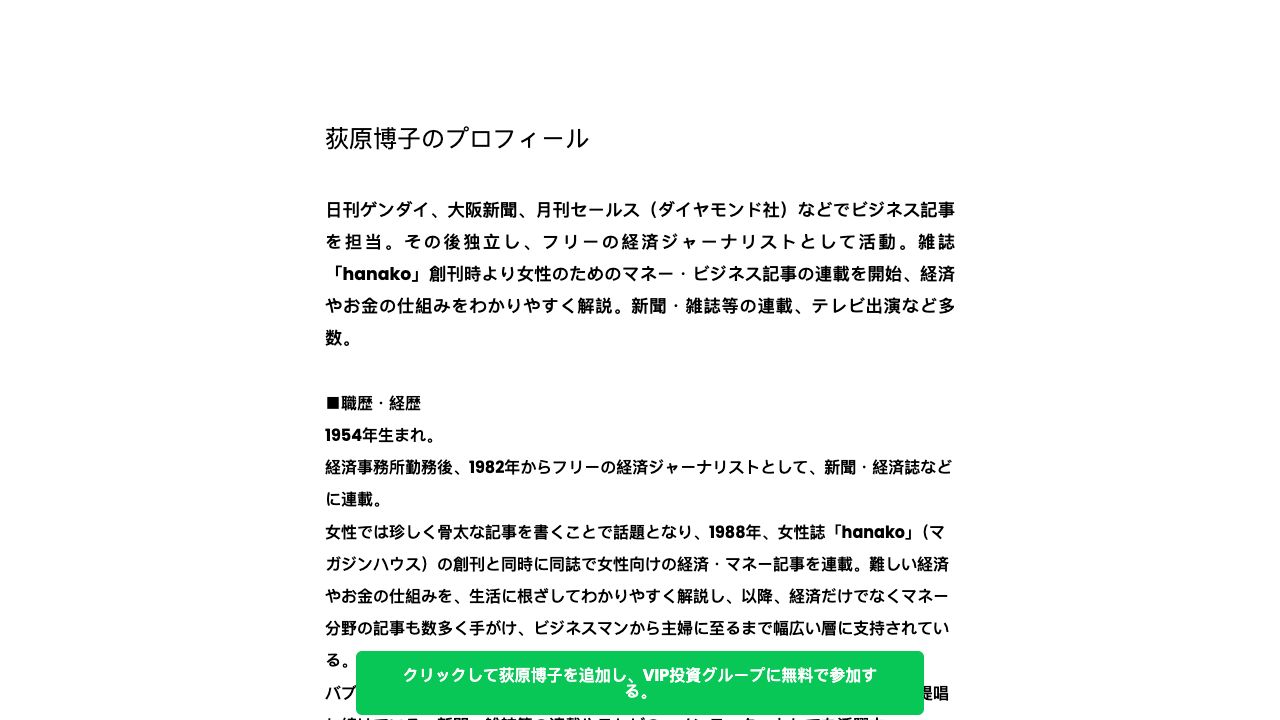 荻原博子のプロフィール
日刊ゲンダイ、大阪新聞、月刊セールス（ダイヤモンド社）などでビジネス記事
を担当。その後独立し、フリーの経済ジャーナリストとして活動。雑誌
「hanako」創刊時より女性のためのマネー・ビジネス記事の連載を開始、経済
やお金の仕組みをわかりやすく解説。新聞・雑誌等の連載、テレビ出演など多
数。
■職歴・経歴
1954年生まれ。
経済事務所勤務後、1982年からフリーの経済ジャーナリストとして、新聞・経済誌など
に連載。
女性では珍しく骨太な記事を書くことで話題となり、1988年、女性誌「hanako」（マ
ガジンハウス）の創刊と同時に同誌で女性向けの経済・マネー記事を連載。難しい経済
やお金の仕組みを、生活に根ざしてわかりやすく解説し、以降、経済だけでなくマネー
分野の記事も数多く手がけ、ビジネスマンから主婦に至るまで幅広い層に支持されてい
る。
クリックして荻原博子を追加し、VIP投資グループに無料で参加す
る。
バブ
提唱